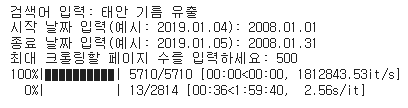 검색어 입력: 태안 기름 유출
시작 날짜 입력(예시: 2019.01.04): 2008.01.01
종료 날짜 입력(예시: 2019.01.05): 2008.01.31
최대 크롤링할 페이지 수를 입력하세요: 500
100%|██████████| 5710/5710 [00:00<00:00, 1812843.53it/s]
0%| | 13/2814 [00:36<1:59:40, 2.56s/it]